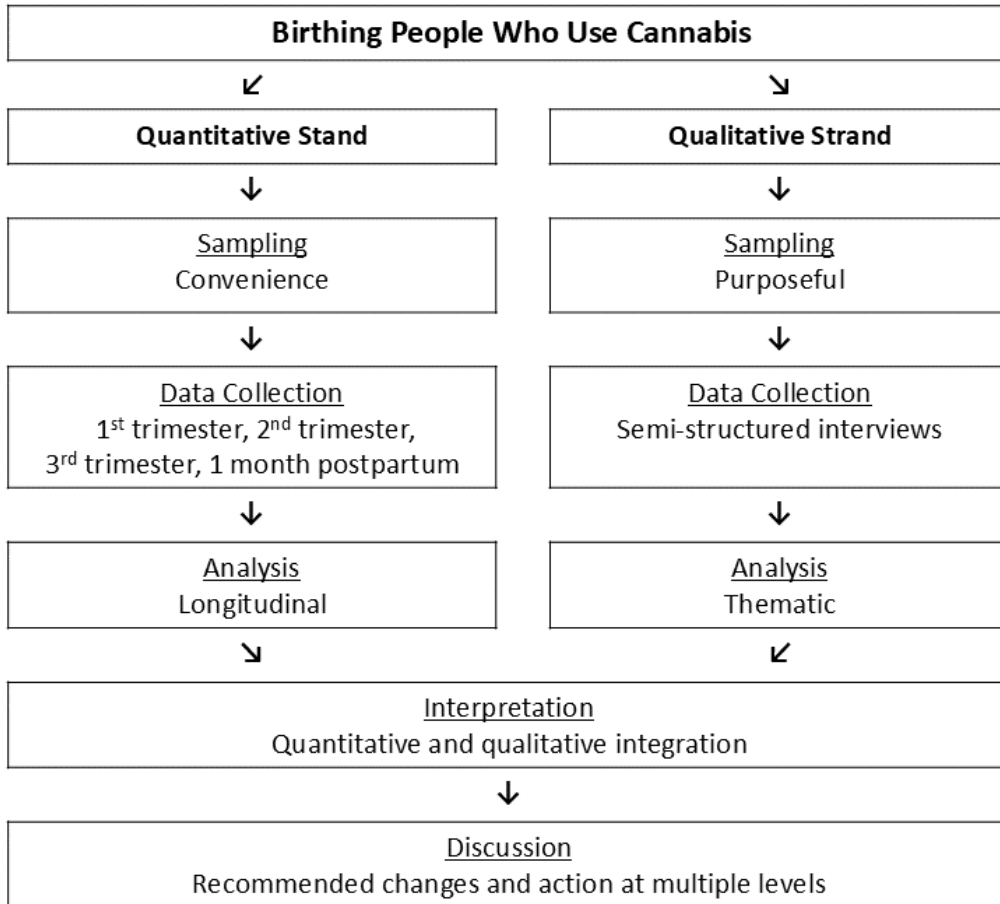 Birthing People Who Use Cannabis
Quantitative Stand
Qualitative Strand
Sampling
Convenience
Sampling
Purposeful
Data Collection
1st trimester, 2nd trimester,
3rd trimester, 1 month postpartum
Data Collection
Semi-structured interviews
Analysis
Longitudinal
Analysis
Thematic
Interpretation
Quantitative and qualitative integration
Discussion
Recommended changes and action at multiple levels